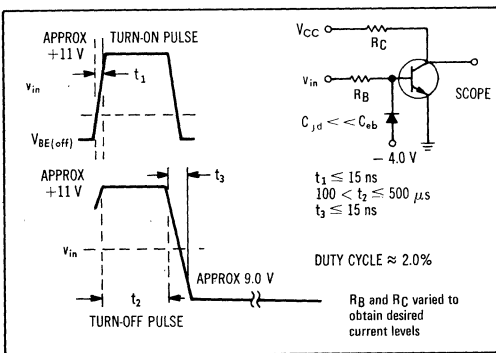 APPROX
+11 V
TURN-ON PULSE
t1
vin
VBE(off)
APPROX
+11 V
t3
vin
APPROX 9.0 V
t2
TURN-OFF PULSE
VCC
RC
vin
RB
SCOPE
Cjd << Ceb
− 4.0 V
t1 ≤ 15 ns
100 < t2 ≤ 500 μs
t3 ≤ 15 ns
DUTY CYCLE ≈ 2.0%
RB and RC varied to
obtain desired
current levels